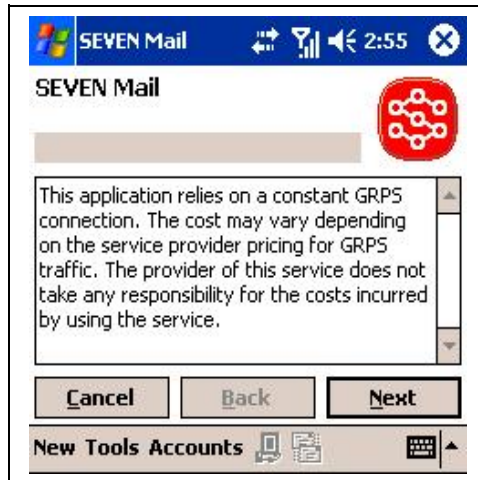 SEVEN Mail 2:55
SEVEN Mail
This application relies on a constant GRPS
connection. The cost may vary depending
on the service provider pricing for GRPS
traffic. The provider of this service does not
take any responsibility for the costs incurred
by using the service.
Cancel Back Next
New Tools Accounts